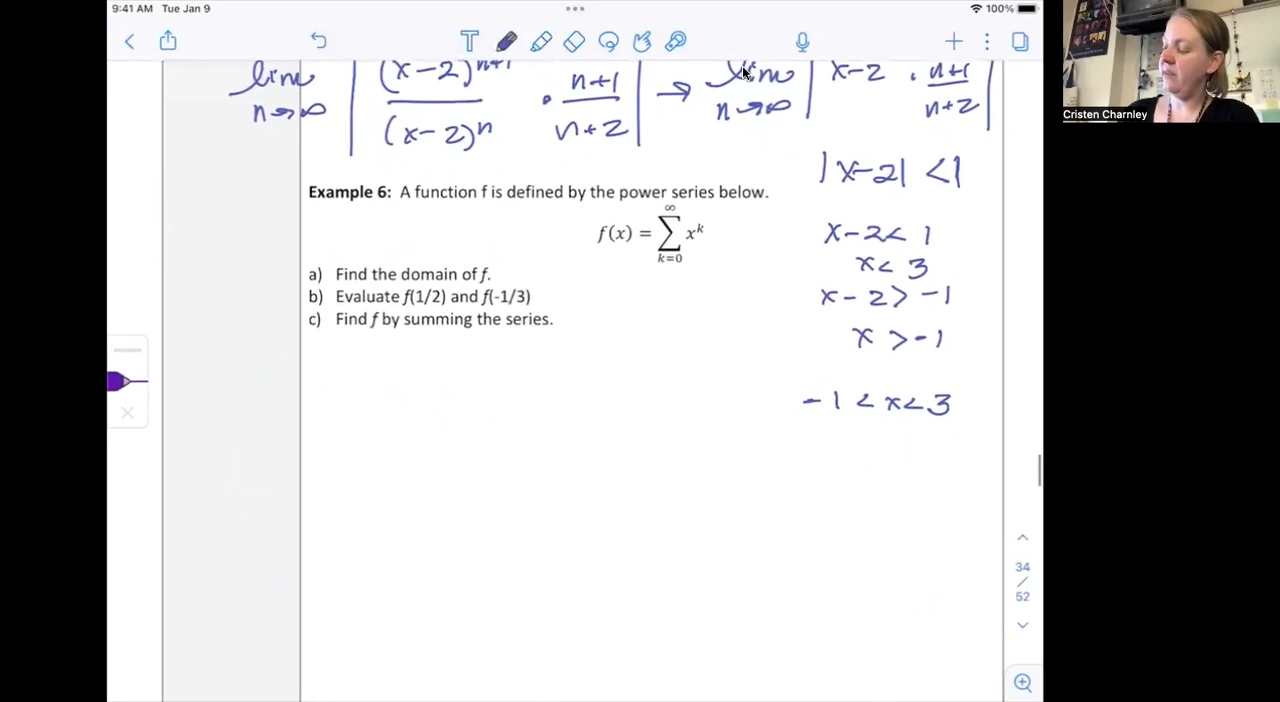 9:41 AM Tue Jan 9
100%
lim n→∞ | (x-2)^{n+1} / (x-2)^n · n+1 / n+2 | → lim n→∞ | x-2 · n+1 / n+2 |
|x-2| < 1
Example 6: A function f is defined by the power series below.
f(x) = ∑_{k=0}^{∞} x^k
x-2 < 1
x < 3
a) Find the domain of f.
b) Evaluate f(1/2) and f(-1/3)
c) Find f by summing the series.
x - 2 > -1
x > -1
-1 < x < 3
34
/
52
Cristen Charnley